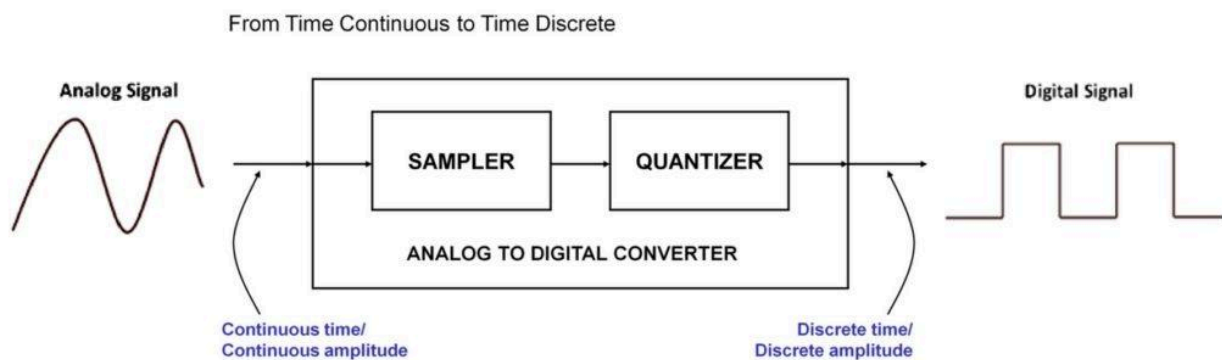 From Time Continuous to Time Discrete
Analog Signal
Digital Signal
SAMPLER
QUANTIZER
ANALOG TO DIGITAL CONVERTER
Continuous time/
Continuous amplitude
Discrete time/
Discrete amplitude